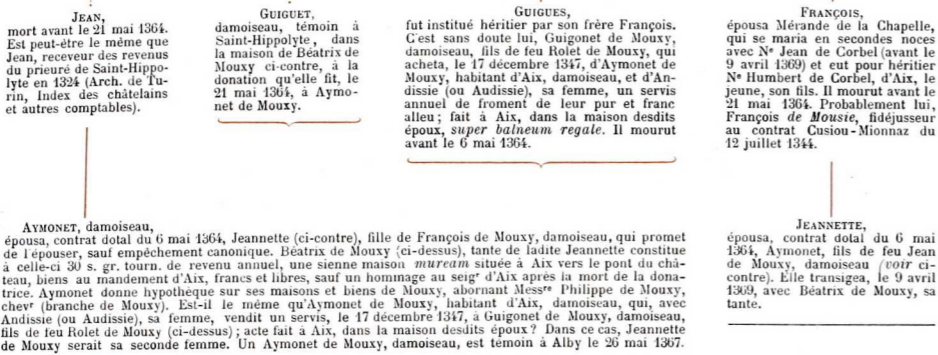 JEAN,
mort avant le 21 mai 1364.
Est peut-être le même que
Jean, receveur des revenus
du prieuré de Saint-Hippo-
lyte en 1324 (Arch. de Tu-
rin, Index des châtelains
et autres comptables).
GUIGUET,
damoiseau, témoin à
Saint-Hippolyte, dans
la maison de Béatrix de
Mouxy ci-contre, à la
donation qu'elle fit, le
21 mai 1364, à Aymo-
net de Mouxy.
GUIGUES,
fut institué héritier par son frère François.
C'est sans doute lui, Guigonet de Mouxy,
damoiseau, fils de feu Rolet de Mouxy, qui
acheta, le 17 décembre 1347, d'Aymonet de
Mouxy, habitant d'Aix, damoiseau, et d'An-
dissie (ou Audissie), sa femme, un servis
annuel de froment de leur pur et franc
alleu ; fait à Aix, dans la maison desdits
époux, super balneum regale. Il mourut
avant le 6 mai 1364.
FRANÇOIS,
épousa Mérande de la Chapelle,
qui se maria en secondes noces
avec Ne Jean de Corbel (avant le
9 avril 1369) et eut pour héritier
Ne Humbert de Corbel, d'Aix, le
jeune, son fils. Il mourut avant le
21 mai 1364. Probablement lui,
François de Mousie, fidéjusseur
au contrat Cusiou-Mionnaz du
12 juillet 1344.
AYMONET, damoiseau,
épousa, contrat dotal du 6 mai 1364, Jeannette (ci-contre), fille de François de Mouxy, damoiseau, qui promet
de l'épouser, sauf empêchement canonique. Béatrix de Mouxy (ci-dessus), tante de ladite Jeannette constitue
à celle-ci 30 s. gr. tourn. de revenu annuel, une sienne maison muream située à Aix vers le pont du châ-
teau, biens au mandement d'Aix, francs et libres, sauf un hommage au seigr d'Aix après la mort de la dona-
trice. Aymonet donne hypothèque sur ses maisons et biens de Mouxy, abornant Messre Philippe de Mouxy,
chevr (branche de Mouxy). Est-il le même qu'Aymonet de Mouxy, habitant d'Aix, damoiseau, qui, avec
Andissie (ou Audissie), sa femme, vendit un servis, le 17 décembre 1347, à Guigonet de Mouxy, damoiseau,
fils de feu Rolet de Mouxy (ci-dessus) ; acte fait à Aix, dans la maison desdits époux ? Dans ce cas, Jeannette
de Mouxy serait sa seconde femme. Un Aymonet de Mouxy, damoiseau, est témoin à Alby le 26 mai 1367.
JEANNETTE,
épousa, contrat dotal du 6 mai
1364, Aymonet, fils de feu Jean
de Mouxy, damoiseau (voir ci-
contre). Elle transigea, le 9 avril
1369, avec Béatrix de Mouxy, sa
tante.